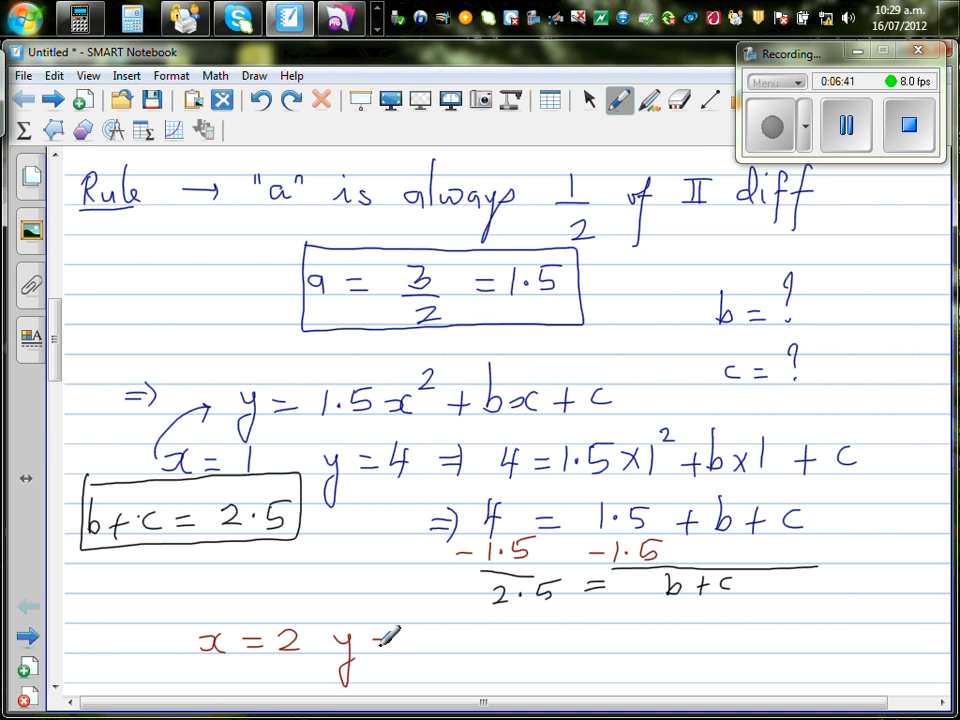 10:29 a.m.
16/07/2012
Untitled * - SMART Notebook
File Edit View Insert Format Math Draw Help
Recording...
Menu
0:06:41
8.0 fps
Rule → "a" is always 1/2 of II diff
a = 3/2 = 1.5
b = ?
c = ?
⇒ y = 1.5x² + bx + c
x = 1 y = 4 ⇒ 4 = 1.5 × 1² + b×1 + c
b + c = 2.5
⇒ 4 = 1.5 + b + c
-1.5 -1.5
2.5 = b + c
x = 2 y